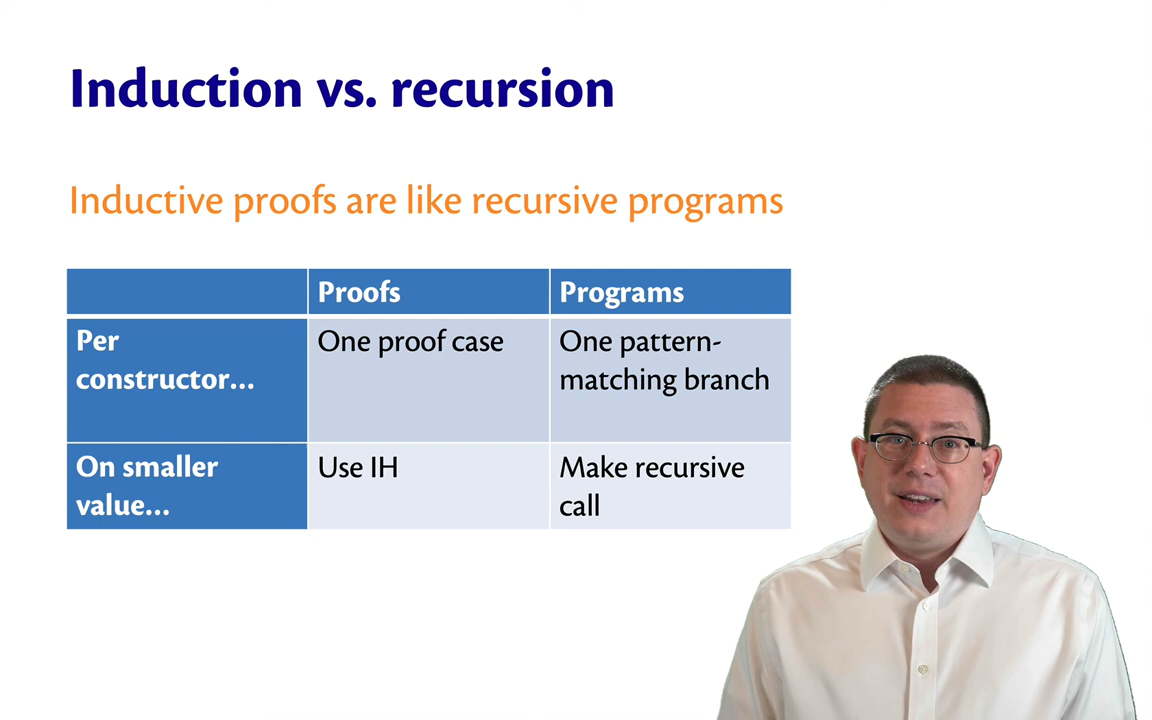 Induction vs. recursion
Inductive proofs are like recursive programs
Proofs
Programs
Per
constructor...
One proof case
One pattern-
matching branch
On smaller
value...
Use IH
Make recursive
call